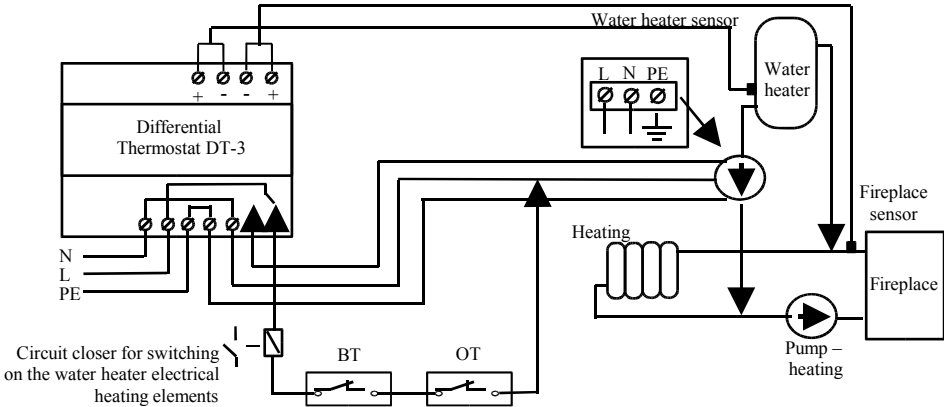 Water heater sensor
Water
heater
L N PE
+ - - +
Differential
Thermostat DT-3
Fireplace
sensor
Heating
Fireplace
N
L
PE
Pump –
heating
Circuit closer for switching
on the water heater electrical
heating elements
BT
OT